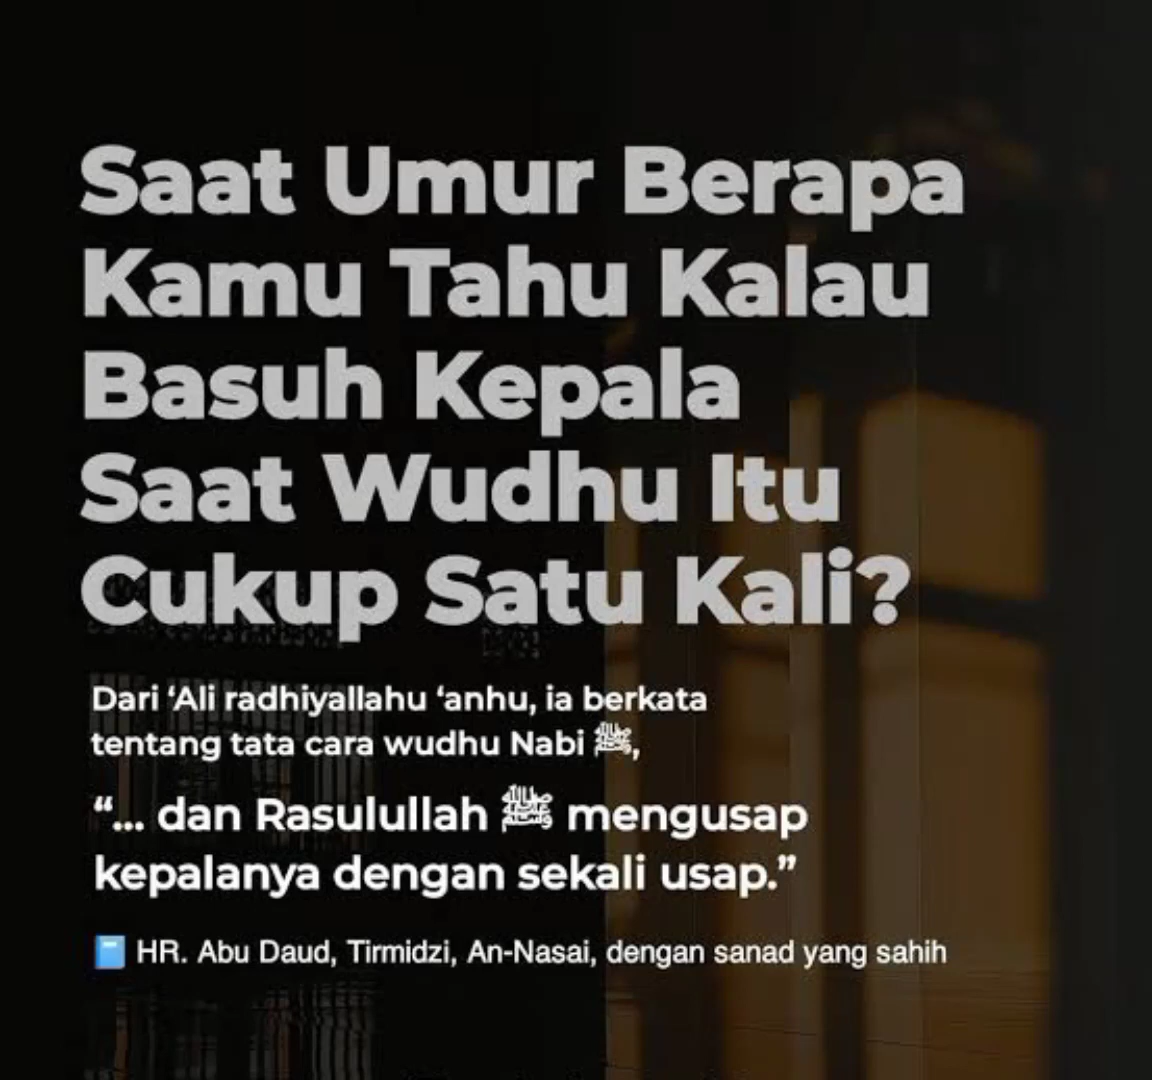 Saat Umur Berapa
Kamu Tahu Kalau
Basuh Kepala
Saat Wudhu Itu
Cukup Satu Kali?
Dari ‘Ali radhiyallahu ‘anhu, ia berkata
tentang tata cara wudhu Nabi ﷺ,
“... dan Rasulullah ﷺ mengusap
kepalanya dengan sekali usap.”
HR. Abu Daud, Tirmidzi, An-Nasai, dengan sanad yang sahih